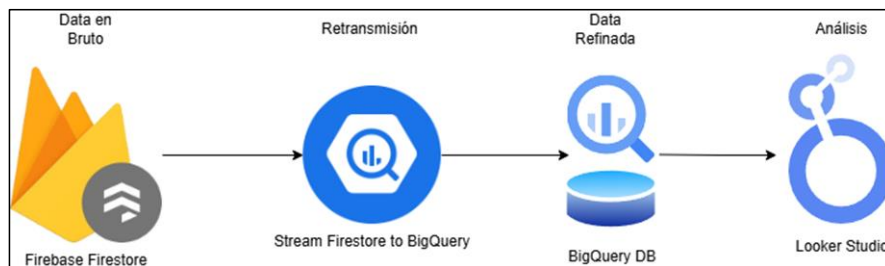 Data en
Bruto
Retransmisión
Data
Refinada
Análisis
Firebase Firestore
Stream Firestore to BigQuery
BigQuery DB
Looker Studio